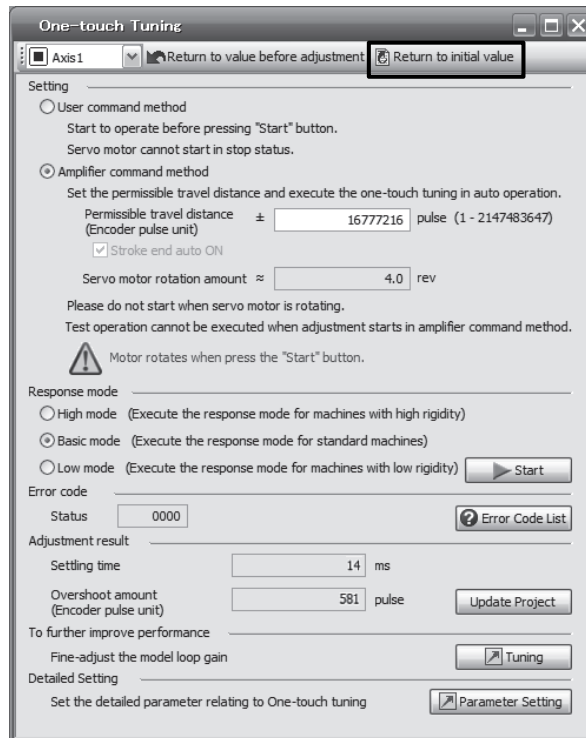 One-touch Tuning
Axis1 Return to value before adjustment Return to initial value
Setting
User command method
Start to operate before pressing "Start" button.
Servo motor cannot start in stop status.
Amplifier command method
Set the permissible travel distance and execute the one-touch tuning in auto operation.
Permissible travel distance ± 16777216 pulse (1 - 2147483647)
(Encoder pulse unit)
Stroke end auto ON
Servo motor rotation amount ≈ 4.0 rev
Please do not start when servo motor is rotating.
Test operation cannot be executed when adjustment starts in amplifier command method.
Motor rotates when press the "Start" button.
Response mode
High mode (Execute the response mode for machines with high rigidity)
Basic mode (Execute the response mode for standard machines)
Low mode (Execute the response mode for machines with low rigidity) Start
Error code
Status 0000 Error Code List
Adjustment result
Settling time 14 ms
Overshoot amount 581 pulse Update Project
(Encoder pulse unit)
To further improve performance
Fine-adjust the model loop gain Tuning
Detailed Setting
Set the detailed parameter relating to One-touch tuning Parameter Setting